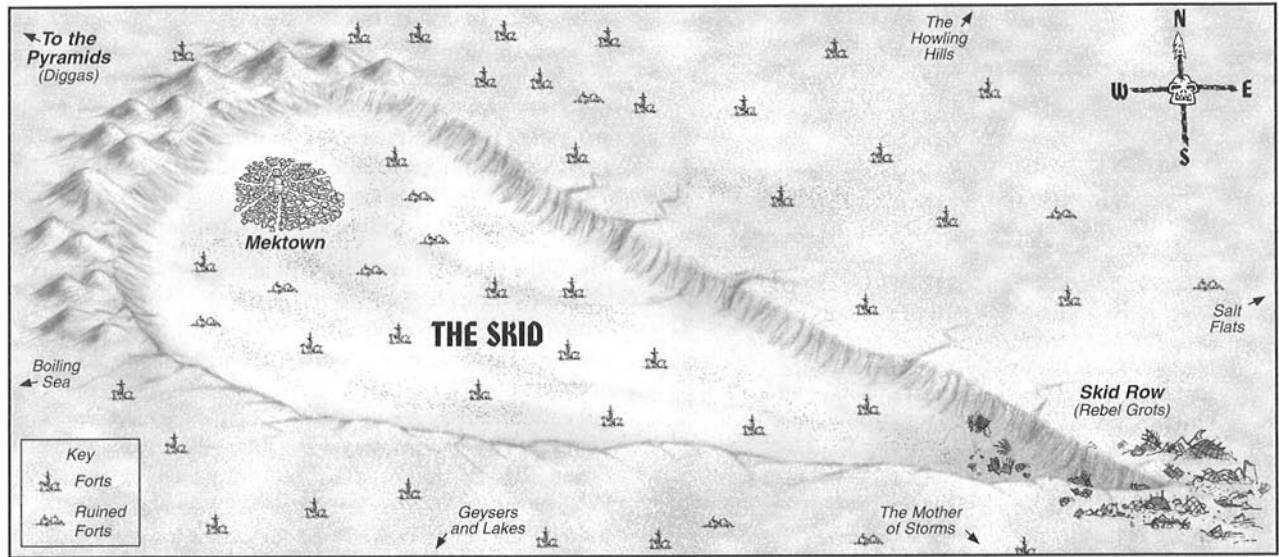 To the
Pyramids
(Diggas)
The
Howling
Hills
N
W
E
S
Mektown
THE SKID
Salt
Flats
Boiling
Sea
Skid Row
(Rebel Grots)
Key
Forts
Ruined
Forts
Geysers
and Lakes
The Mother
of Storms